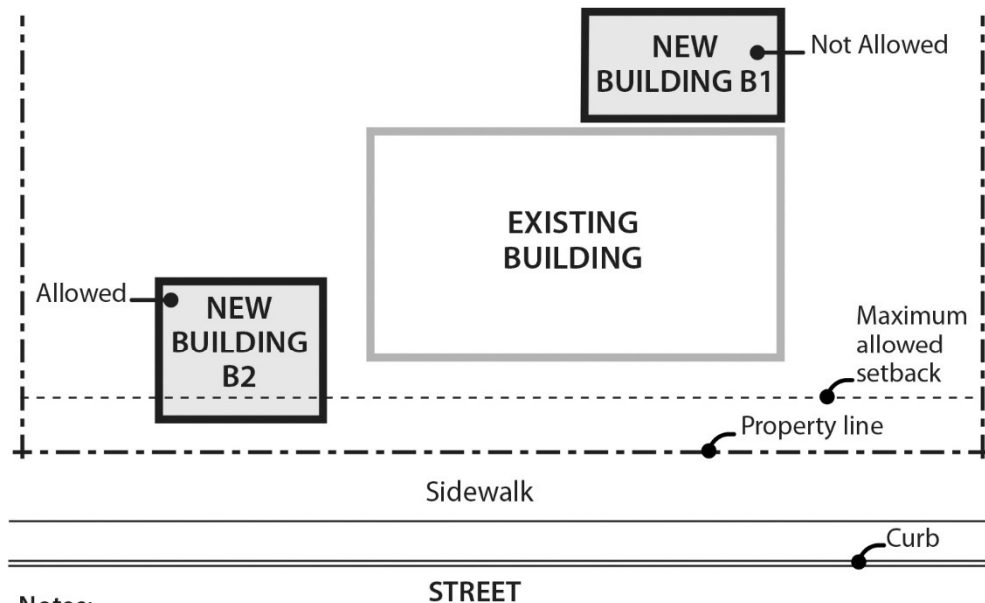 NEW
BUILDING B1
Not Allowed
EXISTING
BUILDING
Allowed
NEW
BUILDING
B2
Maximum
allowed
setback
Property line
Sidewalk
Curb
STREET
Notes: